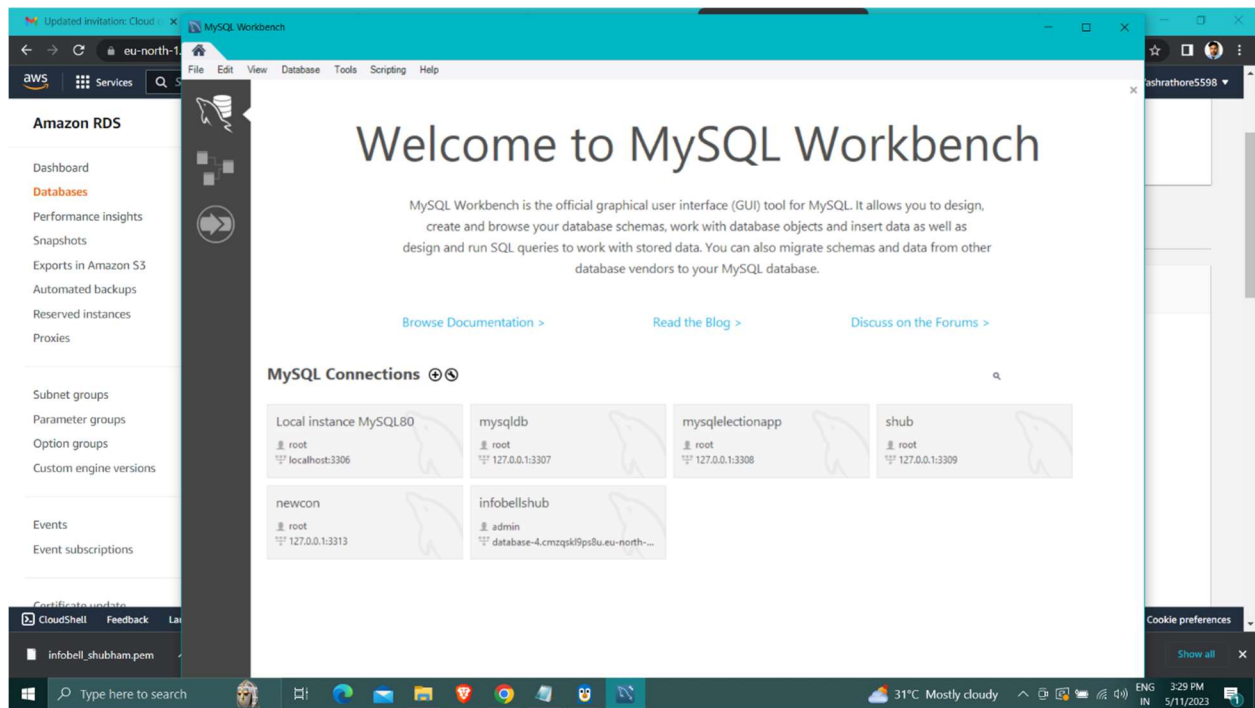 Updated invitation: Cloud
MySQL Workbench
eu-north-1.
File Edit View Database Tools Scripting Help
aws
Services
ashrathore5598
Amazon RDS
Dashboard
Databases
Performance insights
Snapshots
Exports in Amazon S3
Automated backups
Reserved instances
Proxies
Subnet groups
Parameter groups
Option groups
Custom engine versions
Events
Event subscriptions
Certificate update
Welcome to MySQL Workbench
MySQL Workbench is the official graphical user interface (GUI) tool for MySQL. It allows you to design,
create and browse your database schemas, work with database objects and insert data as well as
design and run SQL queries to work with stored data. You can also migrate schemas and data from other
database vendors to your MySQL database.
Browse Documentation >
Read the Blog >
Discuss on the Forums >
MySQL Connections
Local instance MySQL80
root
localhost:3306
mysqldb
root
127.0.0.1:3307
mysqlelectionapp
root
127.0.0.1:3308
shub
root
127.0.0.1:3309
newcon
root
127.0.0.1:3313
infobellshub
admin
database-4.cmzqskl9ps8u.eu-north-...
CloudShell Feedback
Cookie preferences
infobell_shubham.pem
Show all
Type here to search
31°C Mostly cloudy
ENG
IN
3:29 PM
5/11/2023